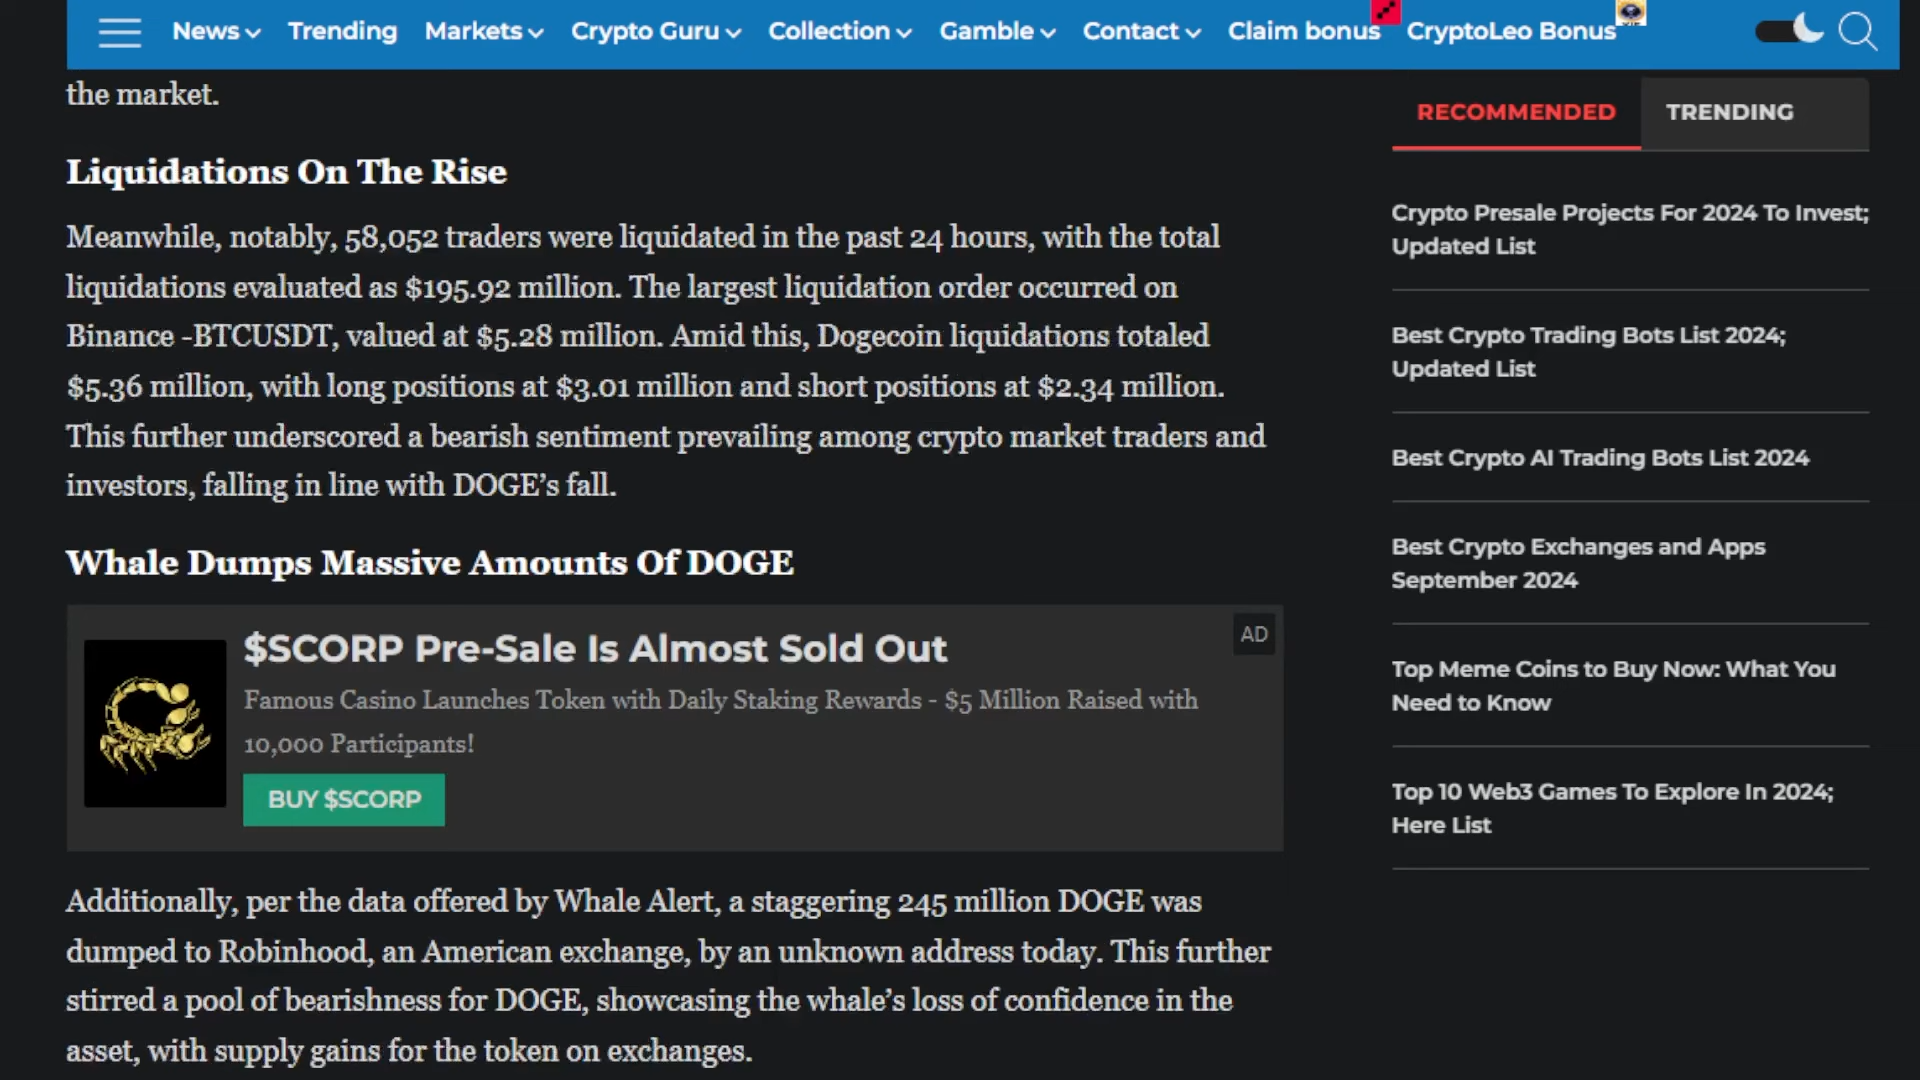 News
Trending
Markets
Crypto Guru
Collection
Gamble
Contact
Claim bonus
CryptoLeo Bonus
the market.
Liquidations On The Rise
Meanwhile, notably, 58,052 traders were liquidated in the past 24 hours, with the total
liquidations evaluated as $195.92 million. The largest liquidation order occurred on
Binance -BTCUSDT, valued at $5.28 million. Amid this, Dogecoin liquidations totaled
$5.36 million, with long positions at $3.01 million and short positions at $2.34 million.
This further underscored a bearish sentiment prevailing among crypto market traders and
investors, falling in line with DOGE’s fall.
Whale Dumps Massive Amounts Of DOGE
$SCORP Pre-Sale Is Almost Sold Out
AD
Famous Casino Launches Token with Daily Staking Rewards - $5 Million Raised with
10,000 Participants!
BUY $SCORP
Additionally, per the data offered by Whale Alert, a staggering 245 million DOGE was
dumped to Robinhood, an American exchange, by an unknown address today. This further
stirred a pool of bearishness for DOGE, showcasing the whale’s loss of confidence in the
asset, with supply gains for the token on exchanges.
RECOMMENDED
TRENDING
Crypto Presale Projects For 2024 To Invest;
Updated List
Best Crypto Trading Bots List 2024;
Updated List
Best Crypto AI Trading Bots List 2024
Best Crypto Exchanges and Apps
September 2024
Top Meme Coins to Buy Now: What You
Need to Know
Top 10 Web3 Games To Explore In 2024;
Here List